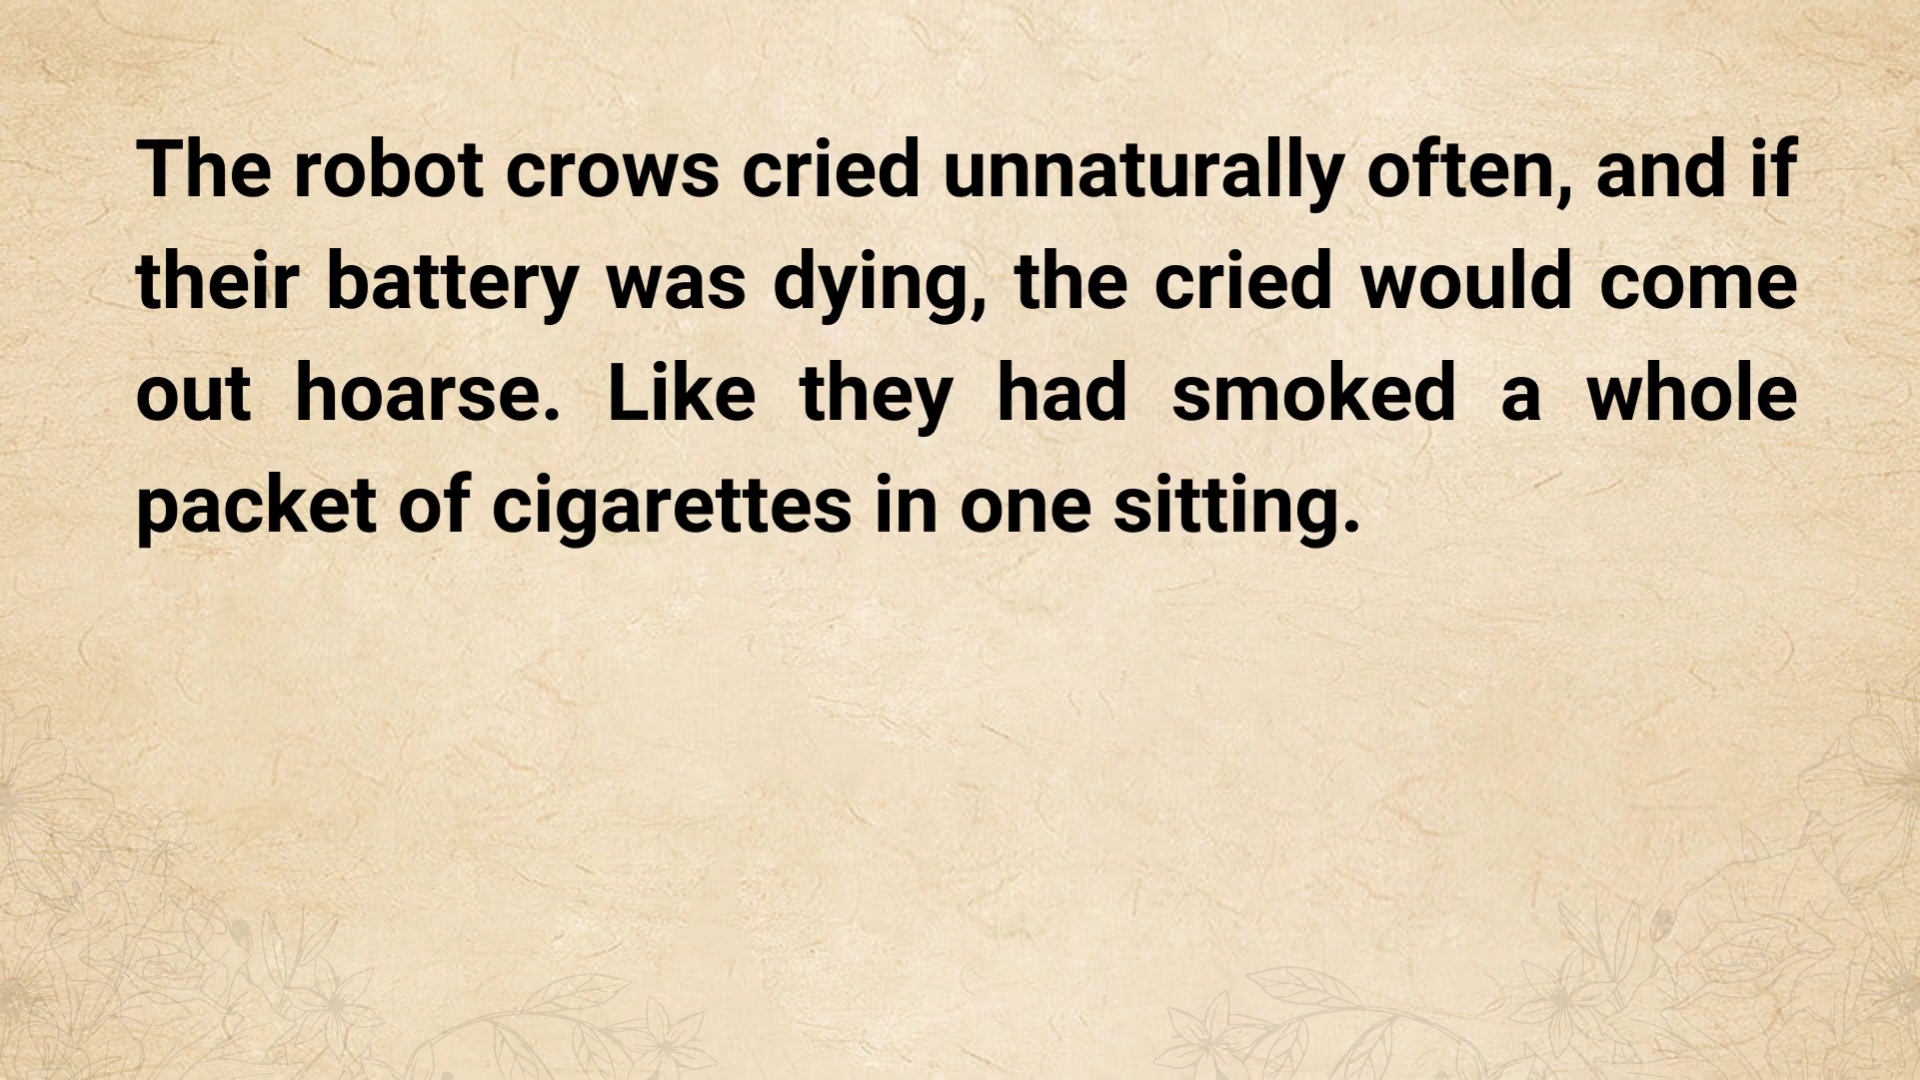 The robot crows cried unnaturally often, and if
their battery was dying, the cried would come
out hoarse. Like they had smoked a whole
packet of cigarettes in one sitting.